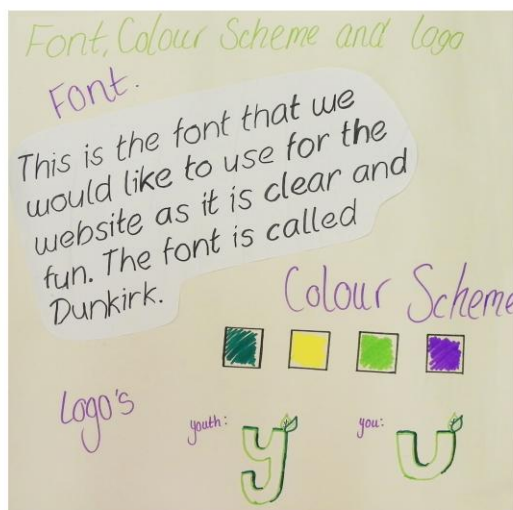 Font, Colour Scheme and logo
Font.
This is the font that we
would like to use for the
website as it is clear and
fun. The font is called
Dunkirk.
Colour Scheme
Logo's
youth:
y
you:
u